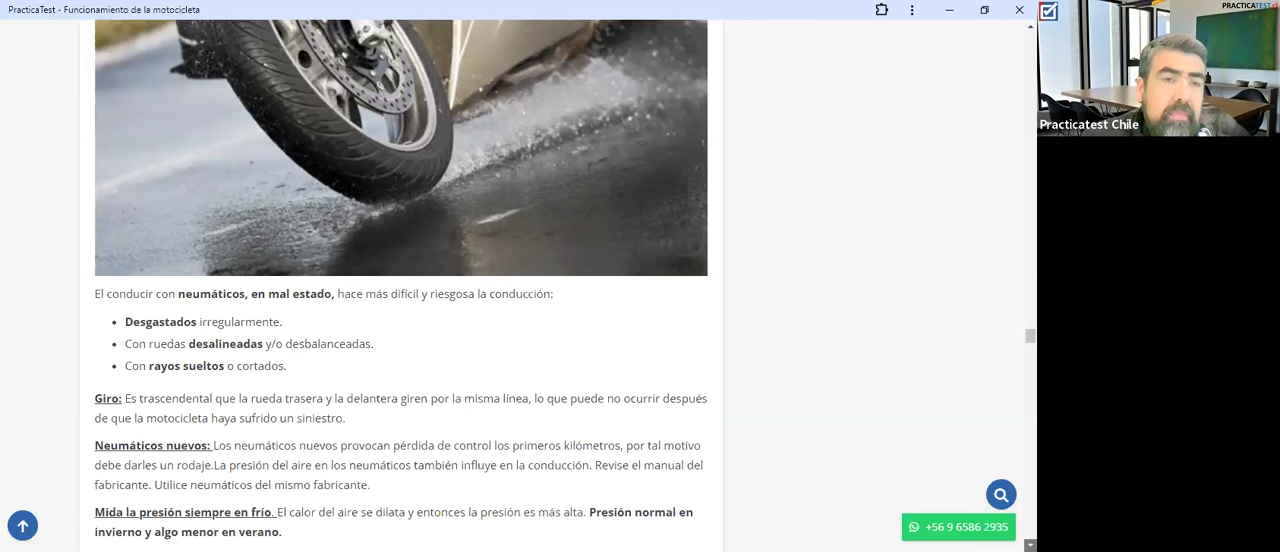 PracticaTest - Funcionamiento de la motocicleta
PRACTICATEST
Practicatest Chile
El conducir con neumáticos, en mal estado, hace más difícil y riesgosa la conducción:
• Desgastados irregularmente.
• Con ruedas desalineadas y/o desbalanceadas.
• Con rayos sueltos o cortados.
Giro: Es trascendental que la rueda trasera y la delantera giren por la misma línea, lo que puede no ocurrir después
de que la motocicleta haya sufrido un siniestro.
Neumáticos nuevos: Los neumáticos nuevos provocan pérdida de control los primeros kilómetros, por tal motivo
debe darles un rodaje.La presión del aire en los neumáticos también influye en la conducción. Revise el manual del
fabricante. Utilice neumáticos del mismo fabricante.
Mida la presión siempre en frío. El calor del aire se dilata y entonces la presión es más alta. Presión normal en
invierno y algo menor en verano.
+56 9 6586 2935